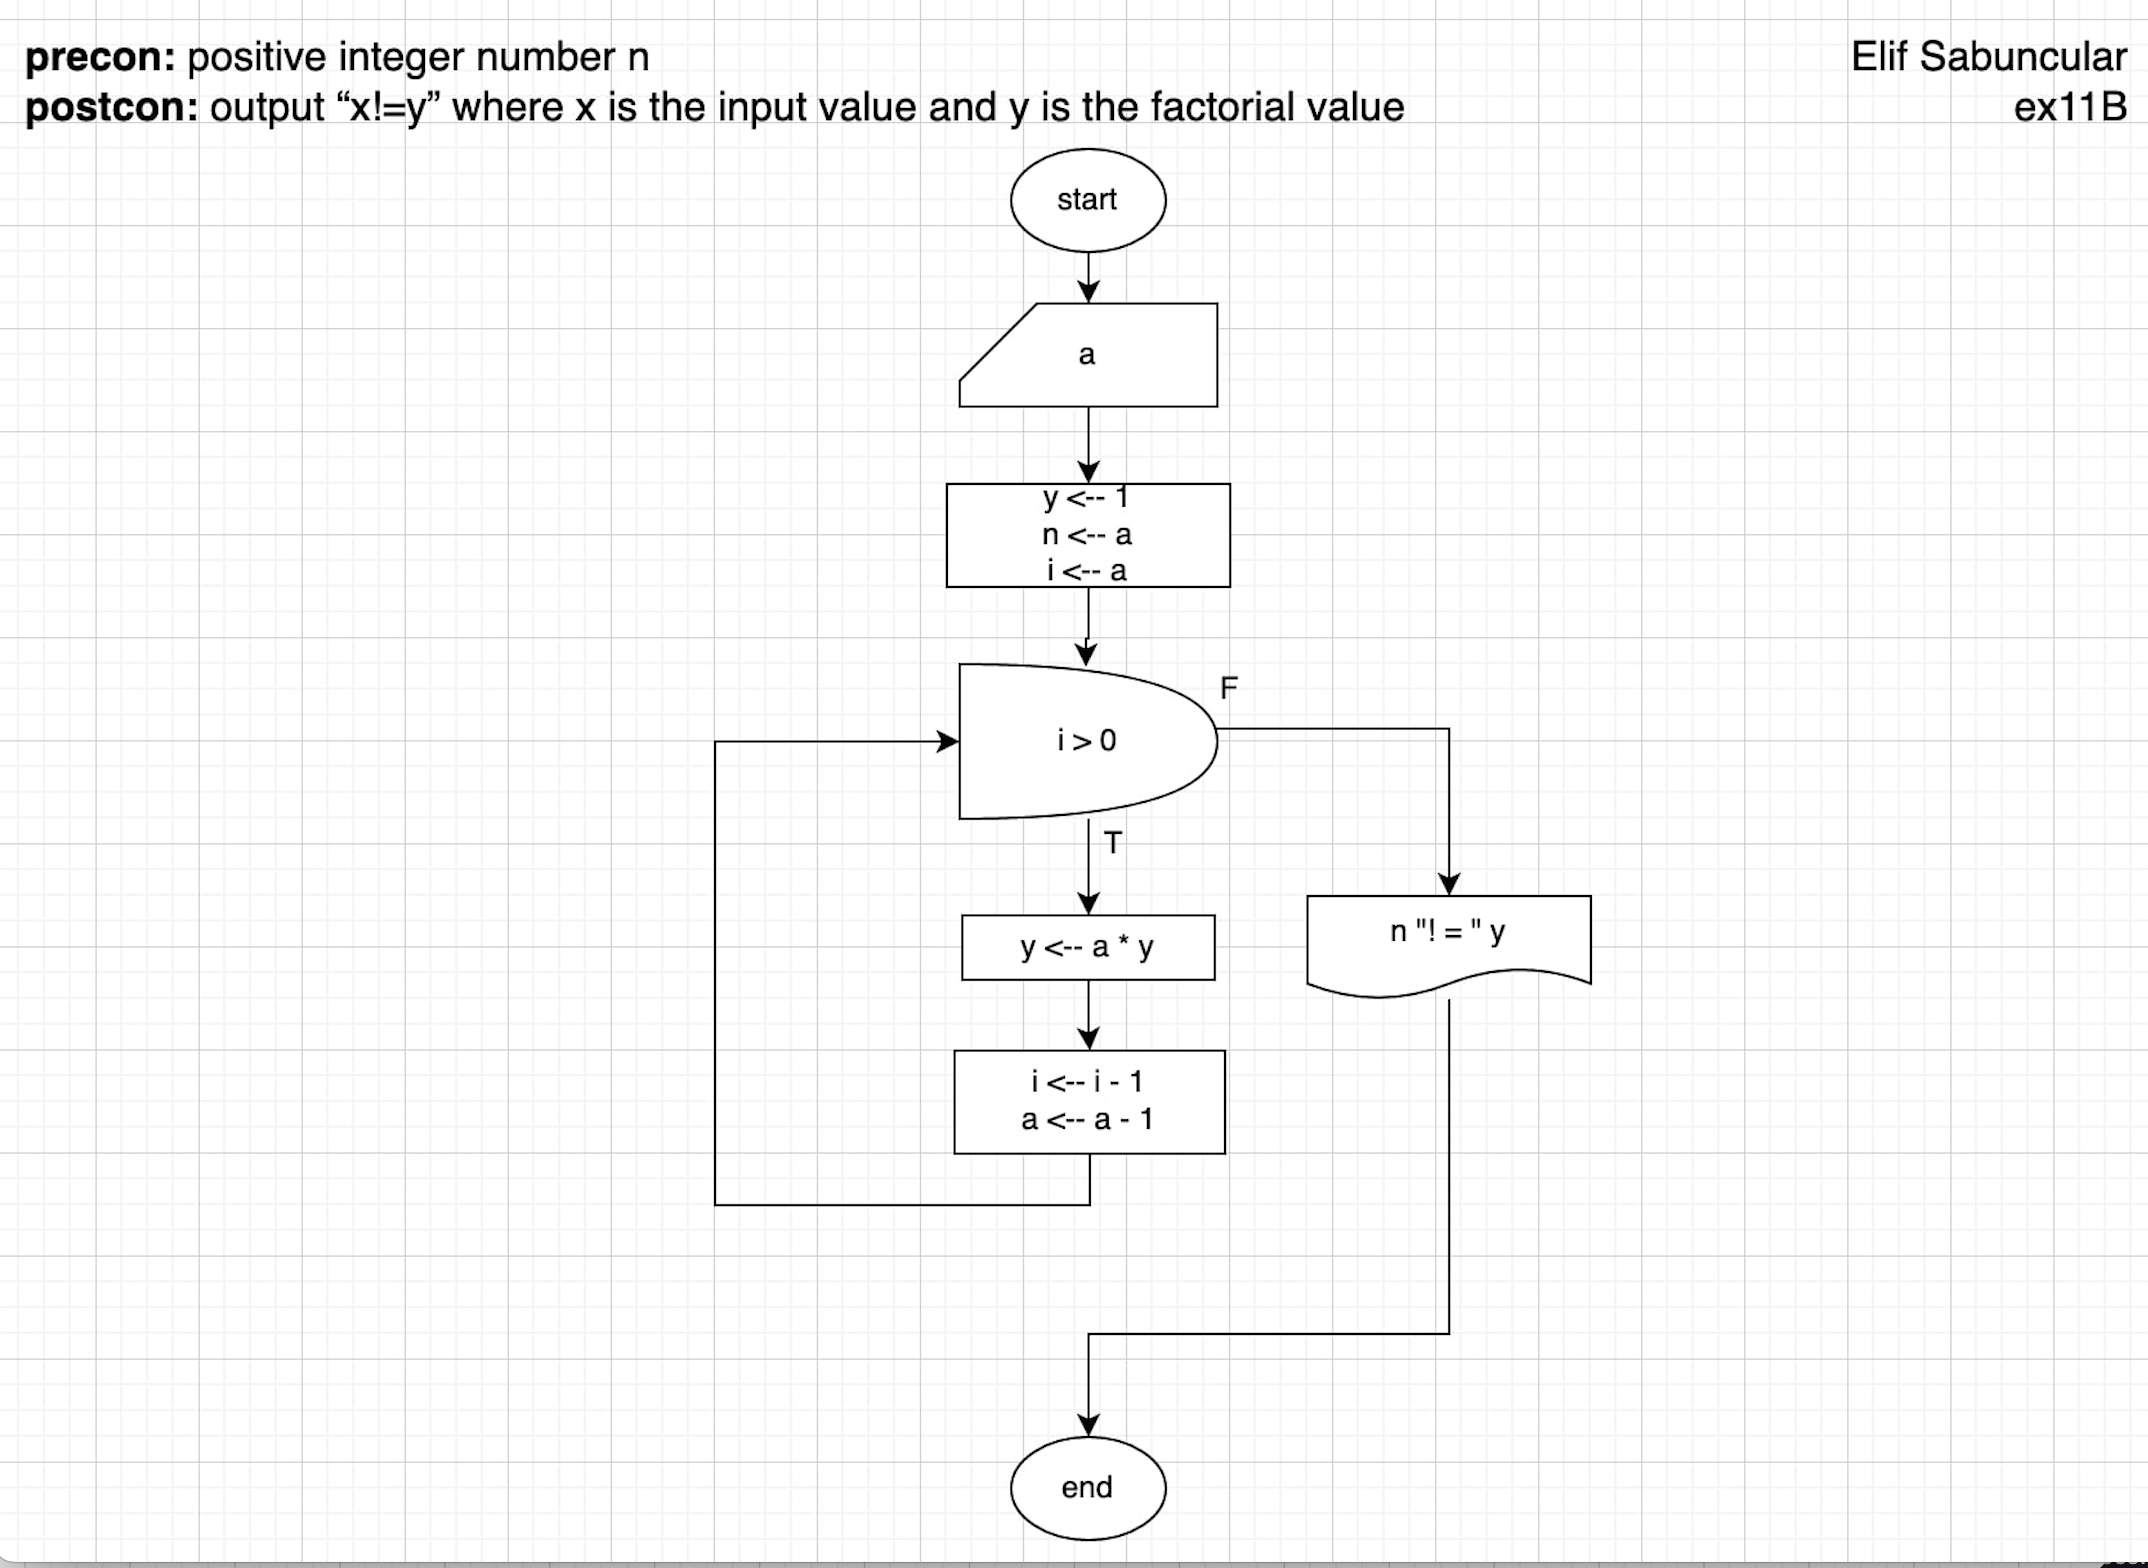 precon: positive integer number n
postcon: output “x!=y” where x is the input value and y is the factorial value
Elif Sabuncular
ex11B
start
a
y <-- 1
n <-- a
i <-- a
i > 0
F
T
y <-- a * y
n "! = " y
i <-- i - 1
a <-- a - 1
end